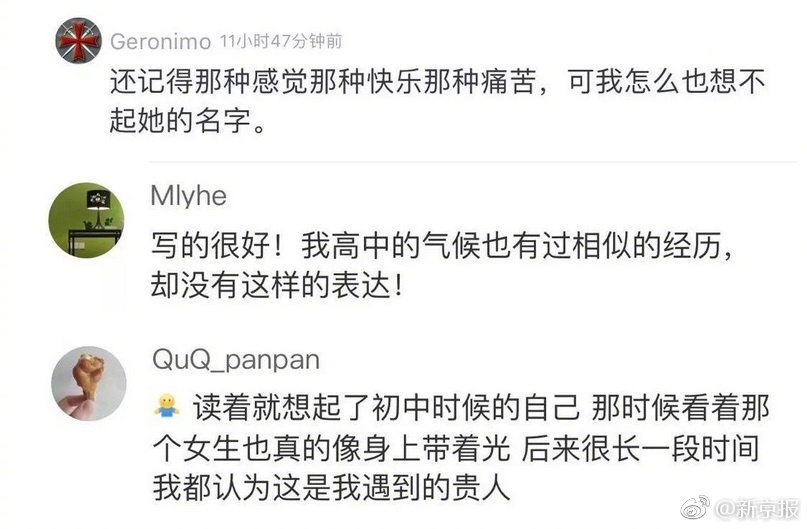 Geronimo 11小时47分钟前
还记得那种感觉那种快乐那种痛苦，可我怎么也想不
起她的名字。
Mlyhe
写的很好！我高中的气候也有过相似的经历，
却没有这样的表达！
QuQ_panpan
读着就想起了初中时候的自己 那时候看着那
个女生也真的像身上带着光 后来很长一段时间
我都认为这是我遇到的贵人
@新京报